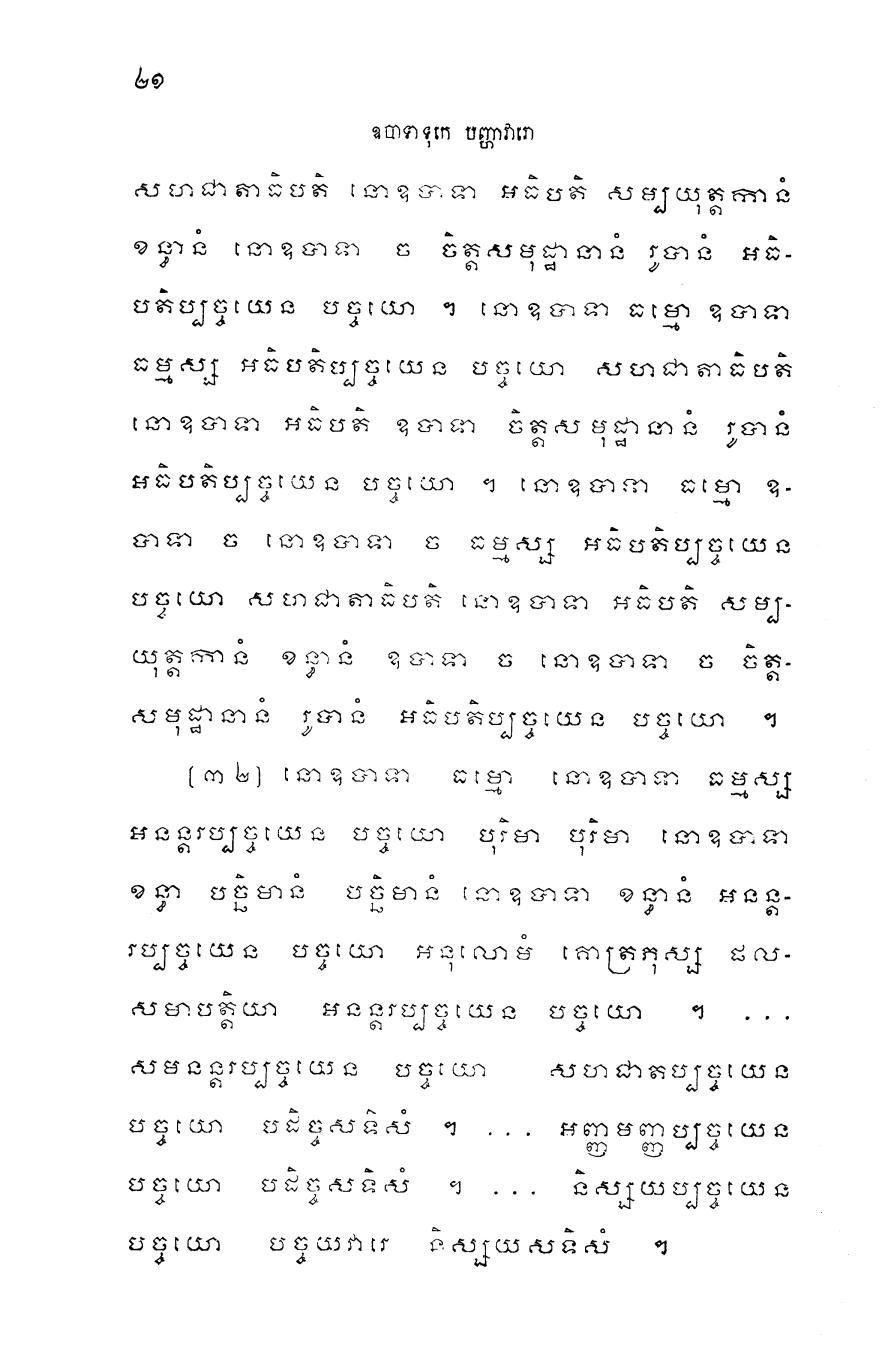 ២១
ឧបាទាទុកេ បញ្ហាវារោ
សហជាតាធិបតិ នោឧបាទា អធិបតិ សម្បយុត្តកានំ
ខន្ធានំ នោឧបាទា ច ចិត្តសមុដ្ឋានានំ រូបានំ អធិ-
បតិប្បច្ចយេន បច្ចយោ ។ នោឧបាទា ធម្មោ ឧបាទា
ធម្មស្ស អធិបតិប្បច្ចយេន បច្ចយោ សហជាតាធិបតិ
នោឧបាទា អធិបតិ ឧបាទា ចិត្តសមុដ្ឋានានំ រូបានំ
អធិបតិប្បច្ចយេន បច្ចយោ ។ នោឧបាទា ធម្មោ ឧ-
បាទា ច នោឧបាទា ច ធម្មស្ស អធិបតិប្បច្ចយេន
បច្ចយោ សហជាតាធិបតិ នោឧបាទា អធិបតិ សម្ប-
យុត្តកានំ ខន្ធានំ ឧបាទា ច នោឧបាទា ច ចិត្ត-
សមុដ្ឋានានំ រូបានំ អធិបតិប្បច្ចយេន បច្ចយោ ។
[៣២] នោឧបាទា ធម្មោ នោឧបាទា ធម្មស្ស
អនន្តរប្បច្ចយេន បច្ចយោ បុរិមា បុរិមា នោឧបាទា
ខន្ធា បច្ឆិមានំ បច្ឆិមានំ នោឧបាទា ខន្ធានំ អនន្ត-
រប្បច្ចយេន បច្ចយោ អនុលោមំ គោត្រភុស្ស ផល-
សមាបត្តិយា អនន្តរប្បច្ចយេន បច្ចយោ ។ ...
សមនន្តរប្បច្ចយេន បច្ចយោ សហជាតប្បច្ចយេន
បច្ចយោ បដិច្ចសទិសំ ។ ... អញ្ញមញ្ញប្បច្ចយេន
បច្ចយោ បដិច្ចសទិសំ ។ ... និស្សយប្បច្ចយេន
បច្ចយោ បច្ចយវារេ និស្សយសទិសំ ។